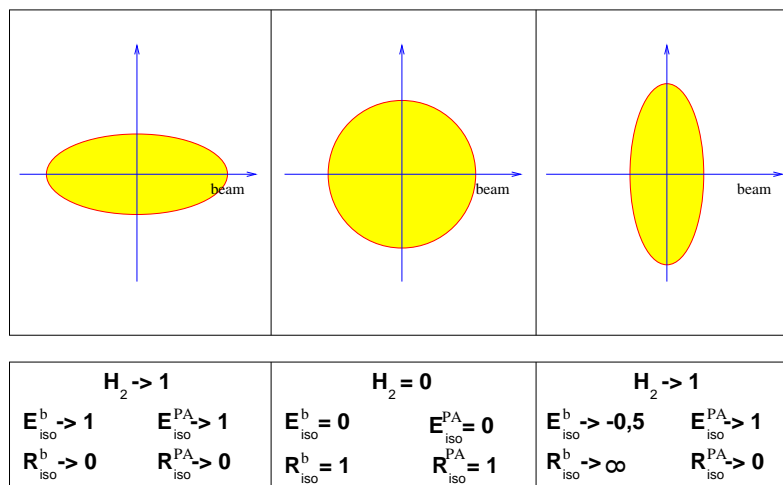 beam
beam
beam
H₂ -> 1
E^b_iso -> 1 E^PA_iso -> 1
R^b_iso -> 0 R^PA_iso -> 0
H₂ = 0
E^b_iso = 0 E^PA_iso = 0
R^b_iso = 1 R^PA_iso = 1
H₂ -> 1
E^b_iso -> -0,5 E^PA_iso -> 1
R^b_iso -> ∞ R^PA_iso -> 0